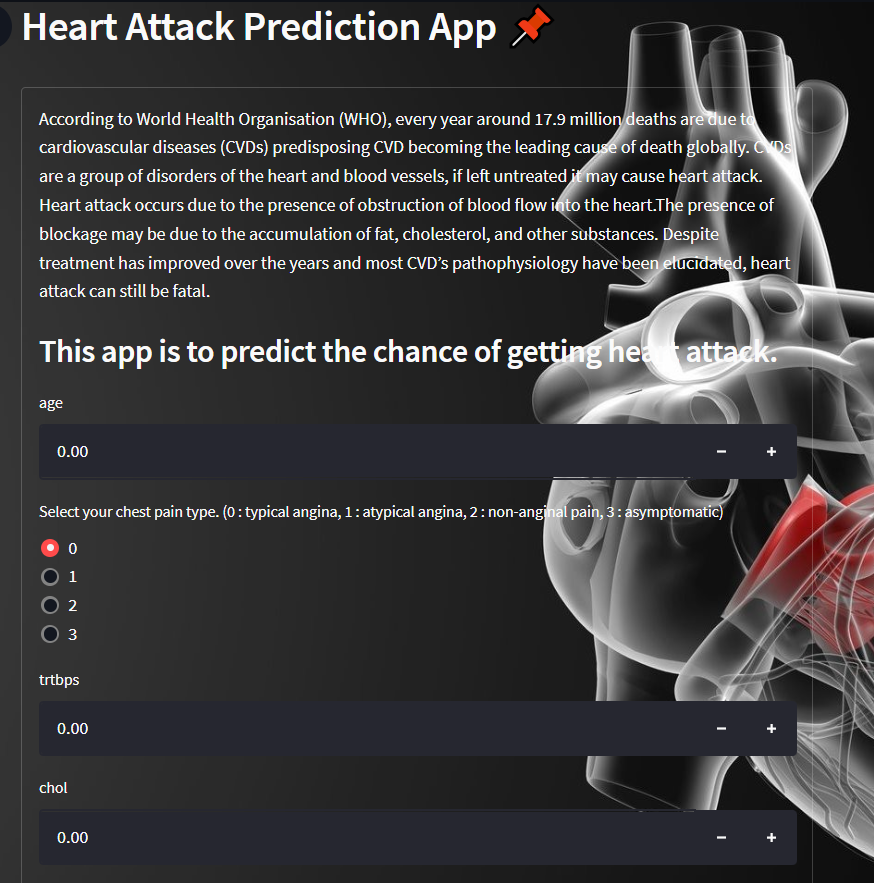 Heart Attack Prediction App
According to World Health Organisation (WHO), every year around 17.9 million deaths are due to
cardiovascular diseases (CVDs) predisposing CVD becoming the leading cause of death globally. CVDs
are a group of disorders of the heart and blood vessels, if left untreated it may cause heart attack.
Heart attack occurs due to the presence of obstruction of blood flow into the heart.The presence of
blockage may be due to the accumulation of fat, cholesterol, and other substances. Despite
treatment has improved over the years and most CVD’s pathophysiology have been elucidated, heart
attack can still be fatal.
This app is to predict the chance of getting heart attack.
age
0.00 − +
Select your chest pain type. (0 : typical angina, 1 : atypical angina, 2 : non-anginal pain, 3 : asymptomatic)
0
1
2
3
trtbps
0.00 − +
chol
0.00 − +